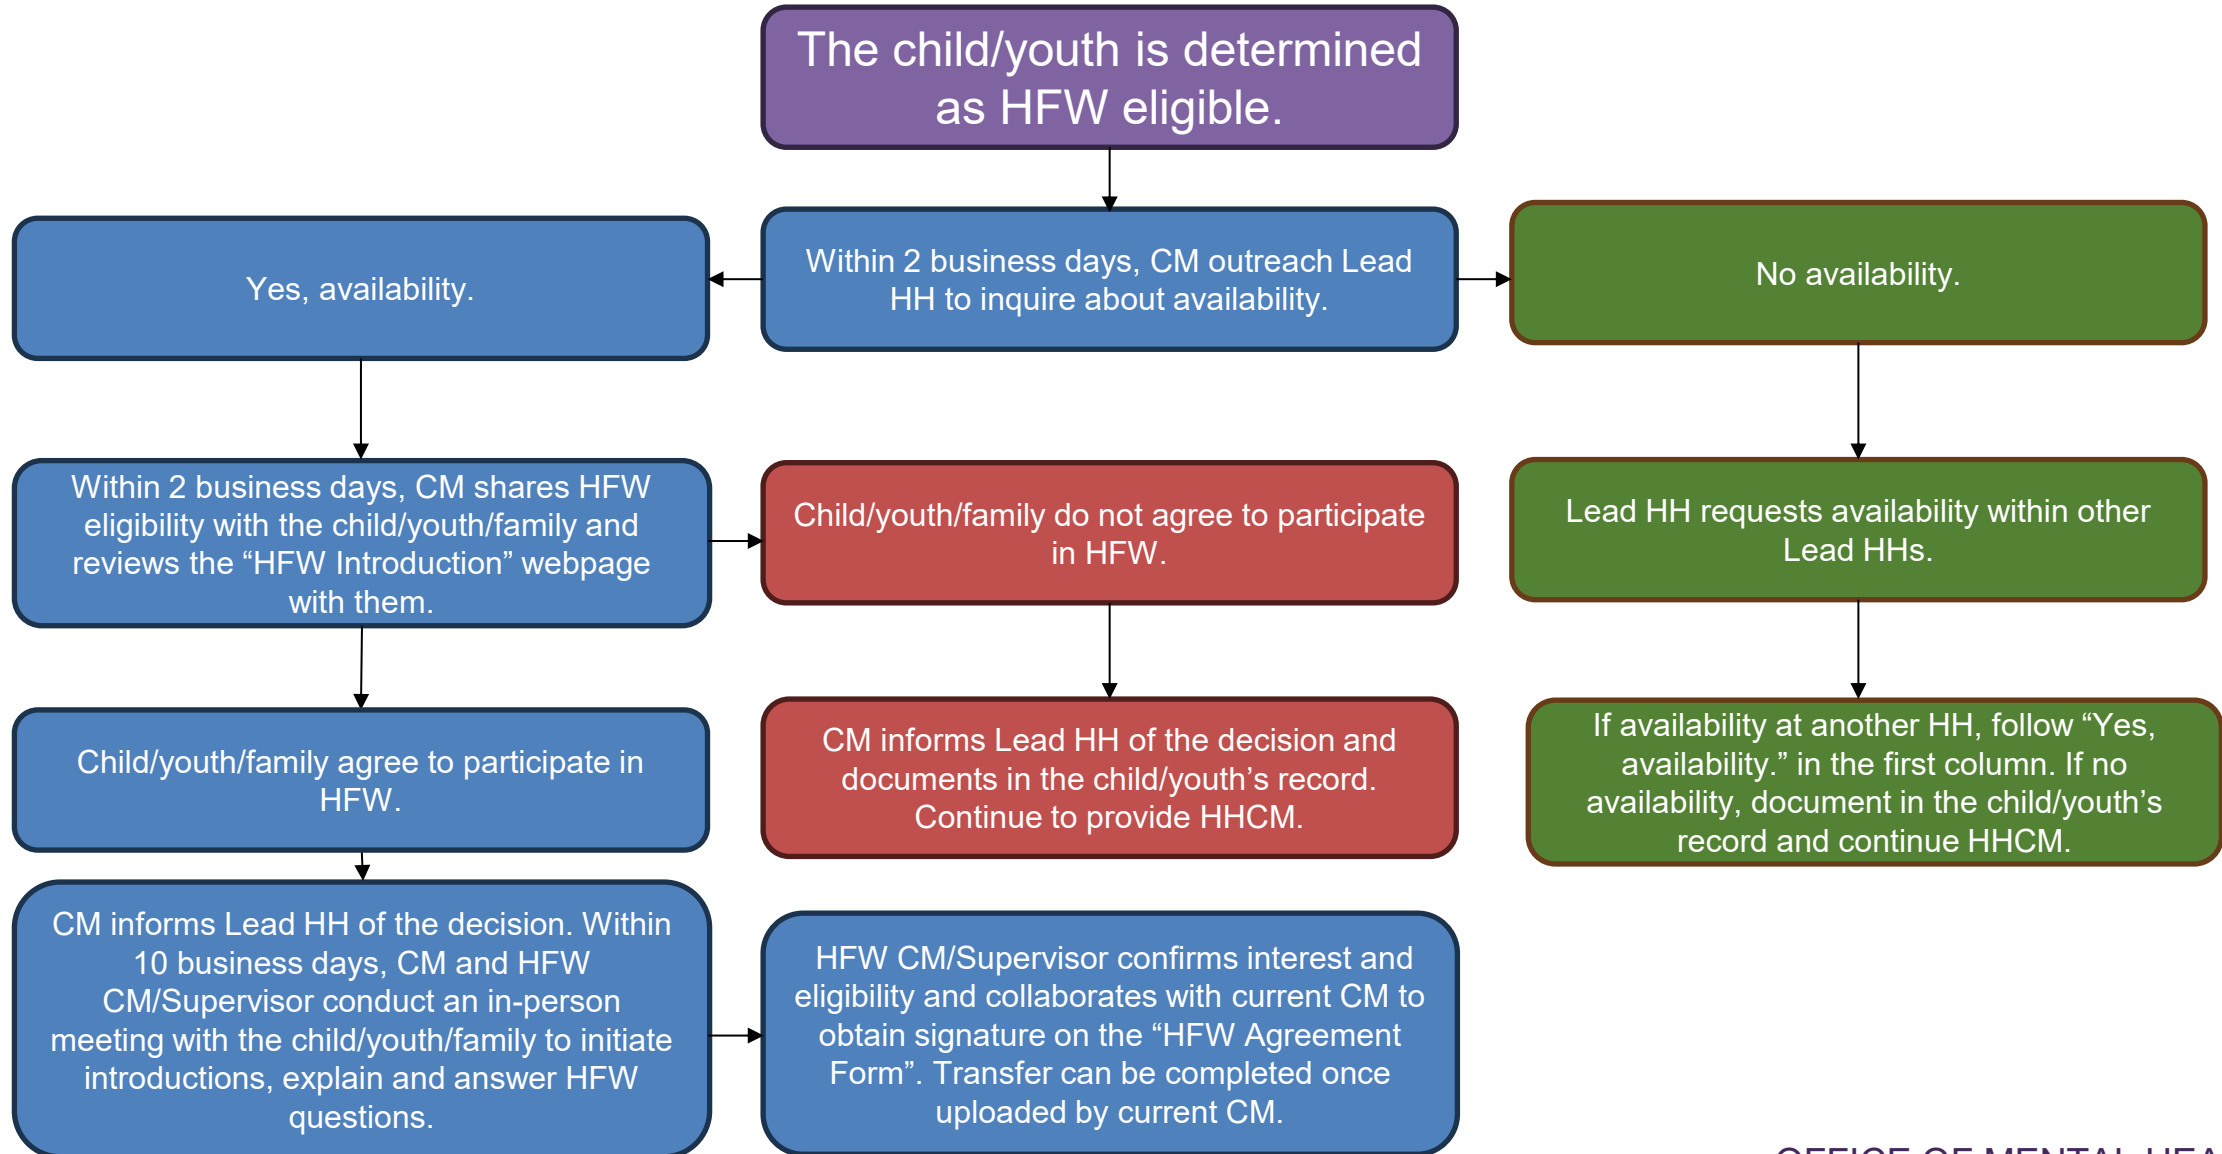 The child/youth is determined
as HFW eligible.
Within 2 business days, CM outreach Lead
HH to inquire about availability.
Yes, availability.
No availability.
Within 2 business days, CM shares HFW
eligibility with the child/youth/family and
reviews the “HFW Introduction” webpage
with them.
Child/youth/family do not agree to participate
in HFW.
Lead HH requests availability within other
Lead HHs.
Child/youth/family agree to participate in
HFW.
CM informs Lead HH of the decision and
documents in the child/youth’s record.
Continue to provide HHCM.
If availability at another HH, follow “Yes,
availability.” in the first column. If no
availability, document in the child/youth’s
record and continue HHCM.
CM informs Lead HH of the decision. Within
10 business days, CM and HFW
CM/Supervisor conduct an in-person
meeting with the child/youth/family to initiate
introductions, explain and answer HFW
questions.
HFW CM/Supervisor confirms interest and
eligibility and collaborates with current CM to
obtain signature on the “HFW Agreement
Form”. Transfer can be completed once
uploaded by current CM.
OFFICE OF MENTAL